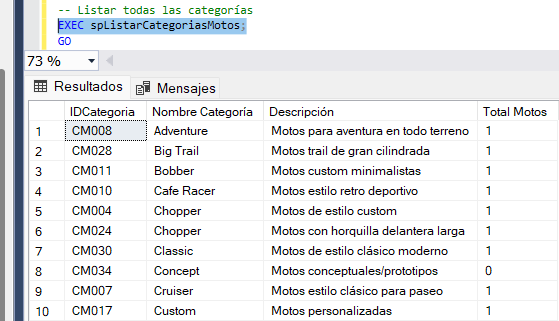 -- Listar todas las categorías
EXEC spListarCategoriasMotos;
GO
73 %
Resultados Mensajes
IDCategoria Nombre Categoría Descripción Total Motos
1 CM008 Adventure Motos para aventura en todo terreno 1
2 CM028 Big Trail Motos trail de gran cilindrada 1
3 CM011 Bobber Motos custom minimalistas 1
4 CM010 Cafe Racer Motos estilo retro deportivo 1
5 CM004 Chopper Motos de estilo custom 1
6 CM024 Chopper Motos con horquilla delantera larga 1
7 CM030 Classic Motos de estilo clásico moderno 1
8 CM034 Concept Motos conceptuales/prototipos 0
9 CM007 Cruiser Motos estilo clásico para paseo 1
10 CM017 Custom Motos personalizadas 1